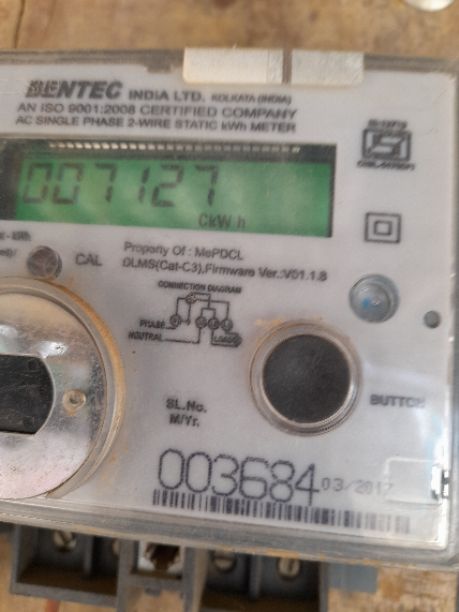 BENTEC INDIA LTD. KOLKATA (INDIA)
AN ISO 9001:2008 CERTIFIED COMPANY
AC SINGLE PHASE 2-WIRE STATIC kWh METER
007127
CkW h
CAL
Property Of : MePDCL
DLMS(Cat-C3),Firmware Ver.:V01.1.8
CONNECTION DIAGRAM
PHASE
NEUTRAL
LOAD
BUTTON
SL.No.
M/Yr.
003684 03/2017